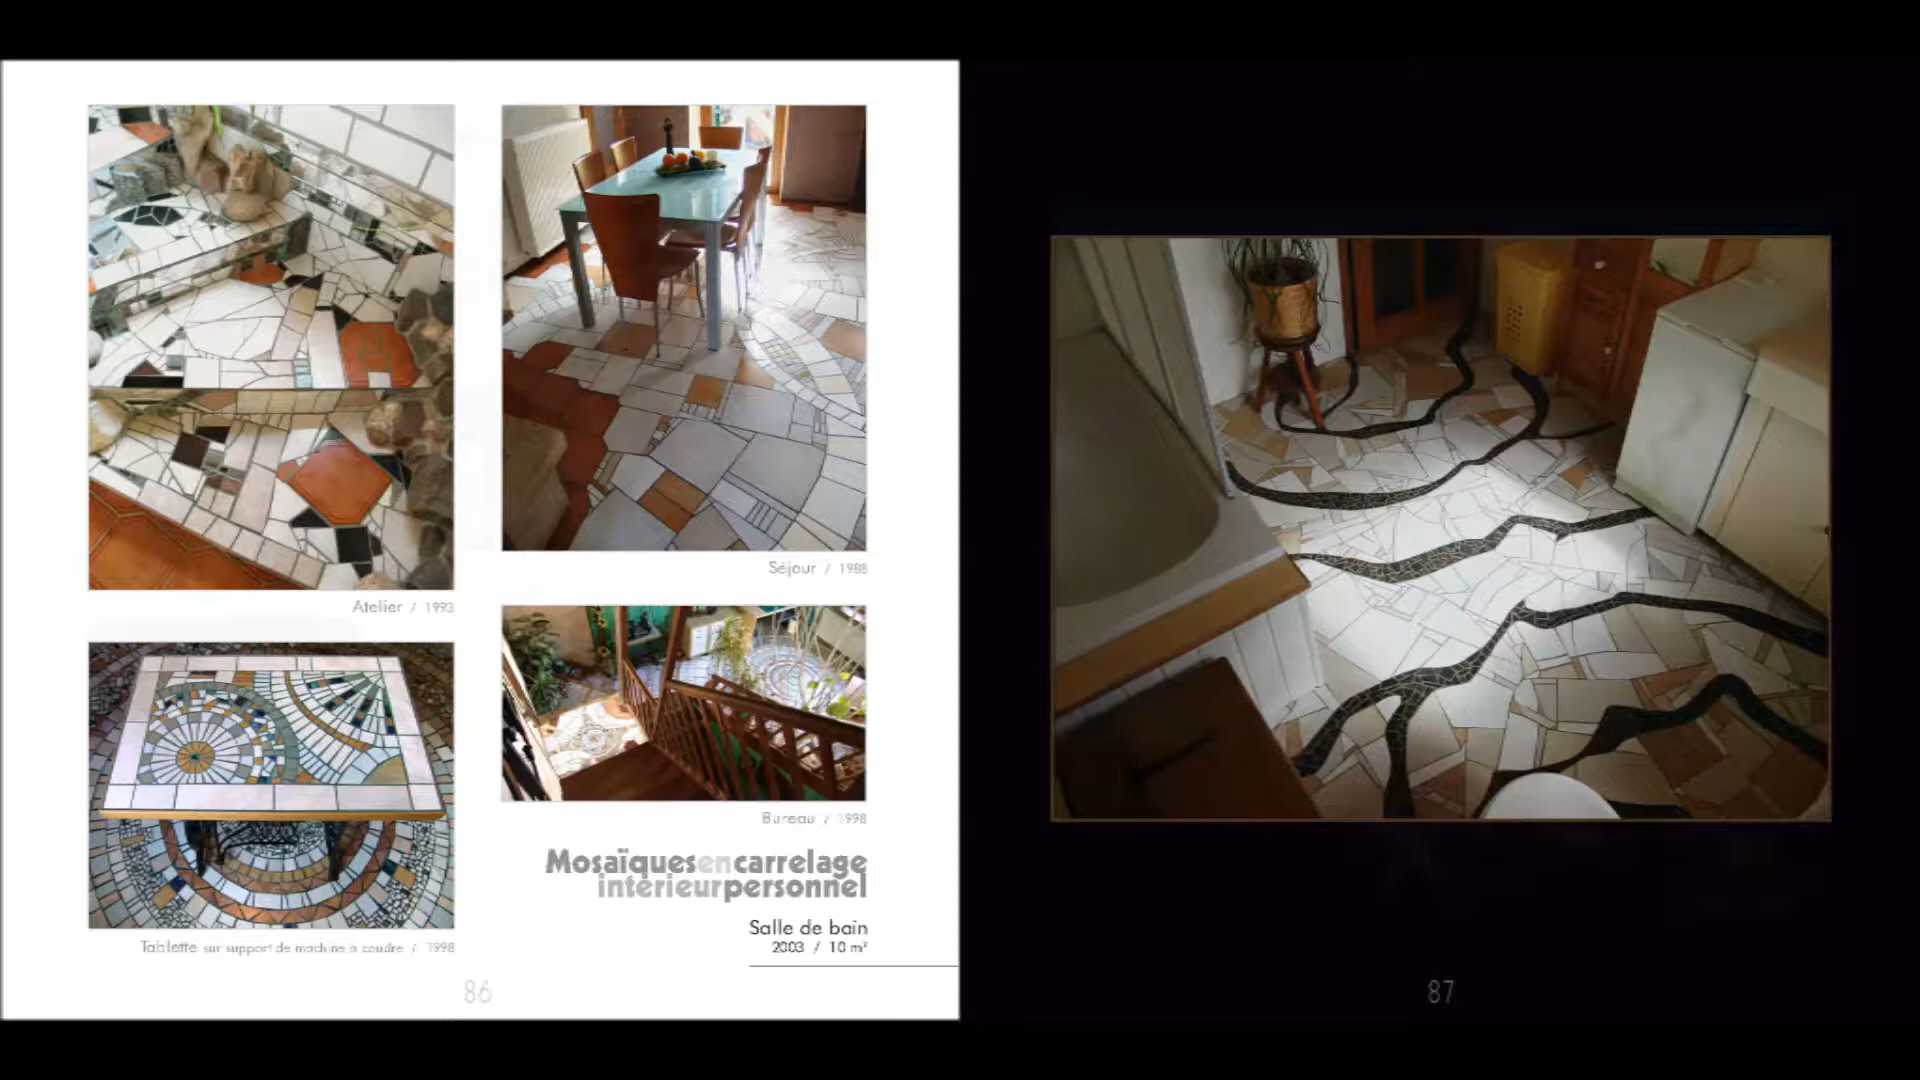 Atelier / 1993
Tablette sur support de machine à coudre / 1998
Séjour / 1988
Bureau / 1998
Mosaïquesencarrelage
intérieurpersonnel
Salle de bain
2003 / 10 m²
86
87